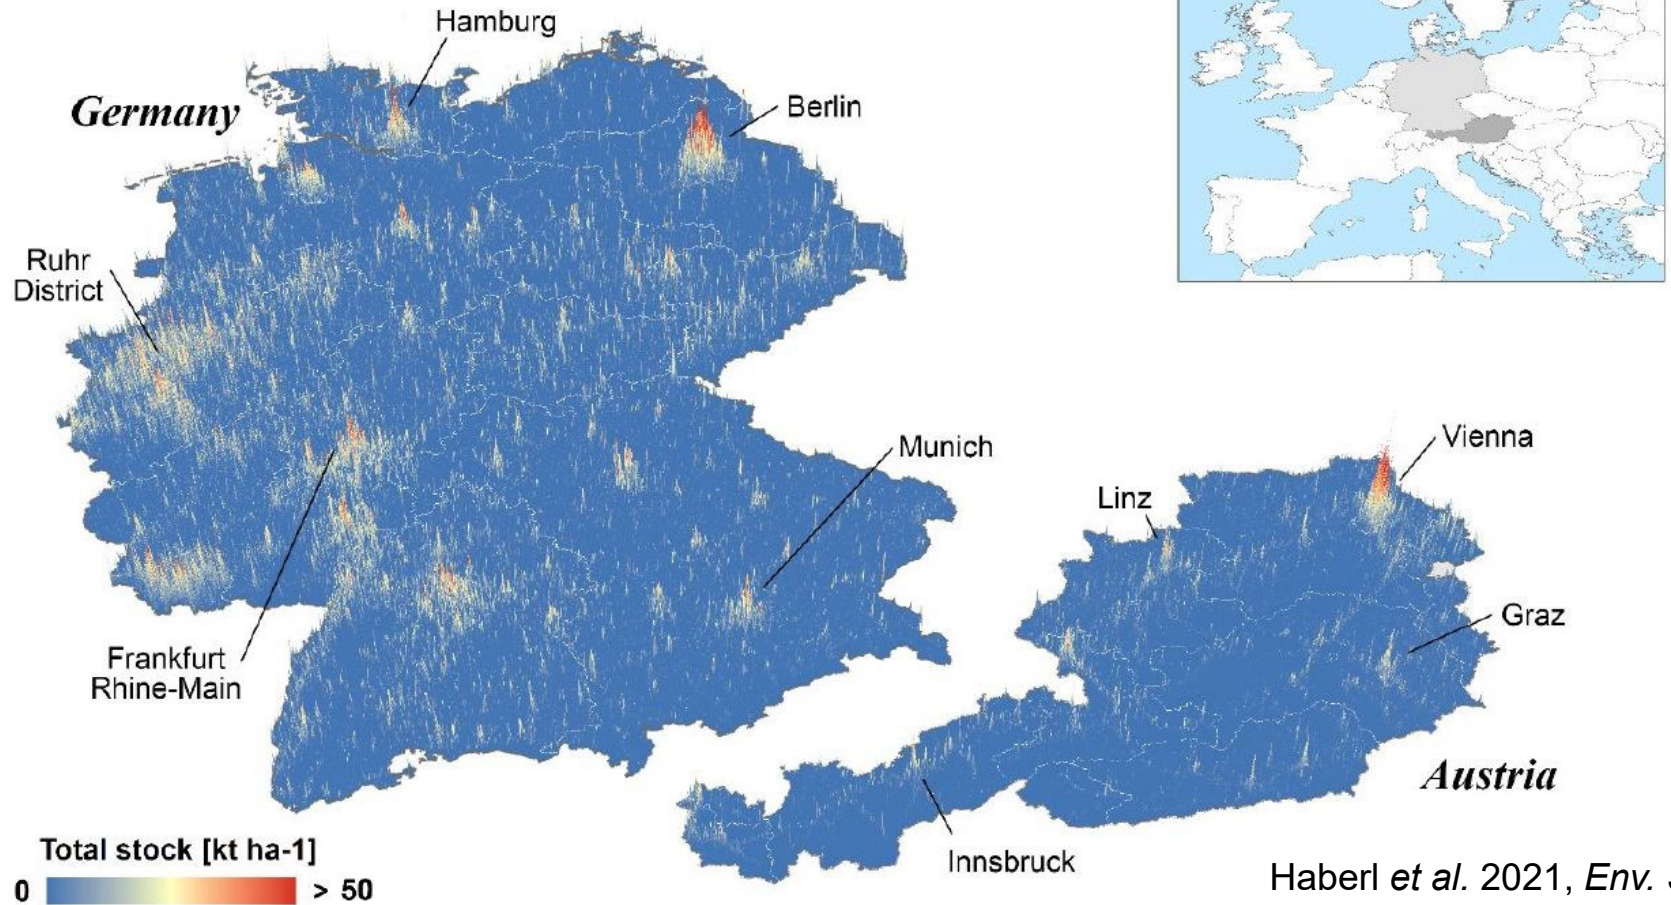 Hamburg
Germany
Berlin
Ruhr
District
Munich
Vienna
Linz
Graz
Frankfurt
Rhine-Main
Austria
Innsbruck
Total stock [kt ha-1]
0 > 50
Haberl et al. 2021, Env.